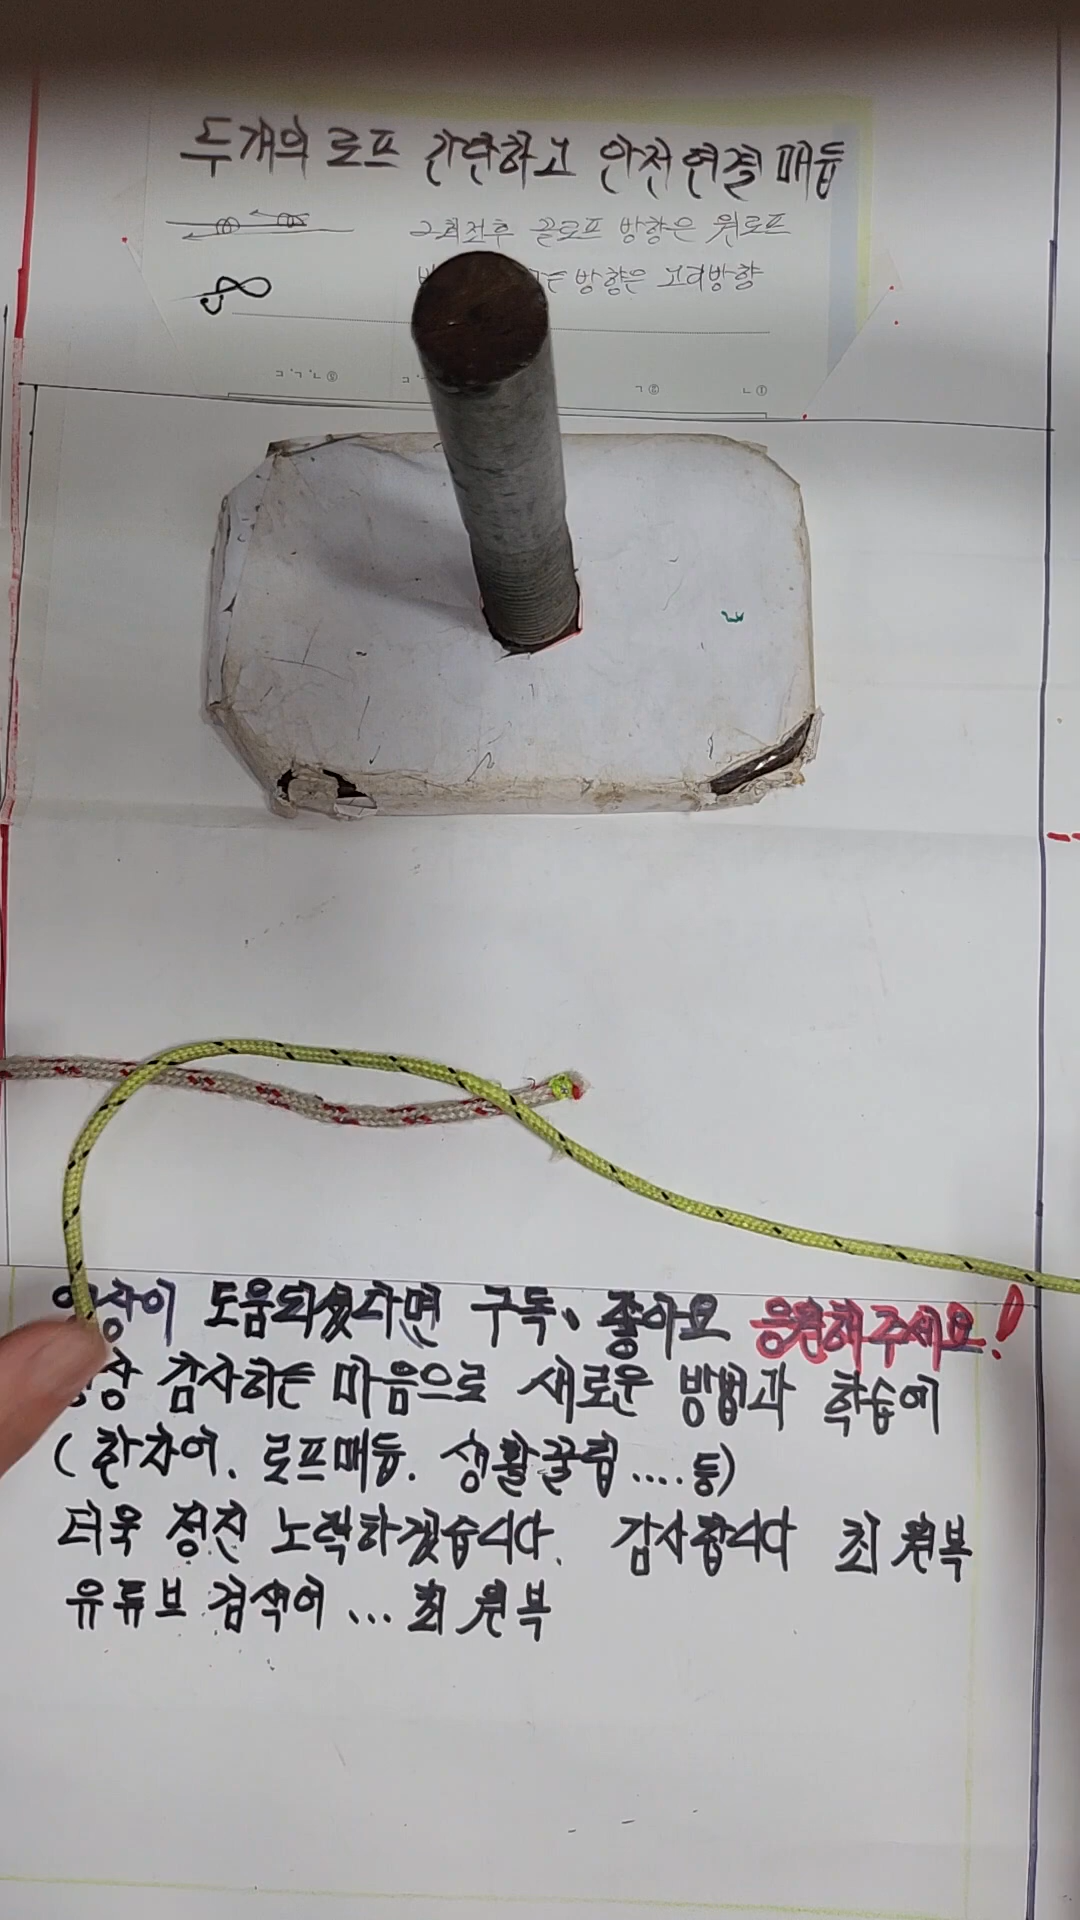 두개의 로프 간단하고 안전연결매듭
2회전후 끝로프 방향은 원로프
방향은 고리방향
도움되셨다면 구독、좋아요 응원해주세요!
감사하는 마음으로 새로운 방법과 학습에
(한자어. 로프매듭. 생활꿀팁....등)
더욱 정진 노력하겠습니다. 감사합니다 최원복
유튜브 검색어 ... 최원복